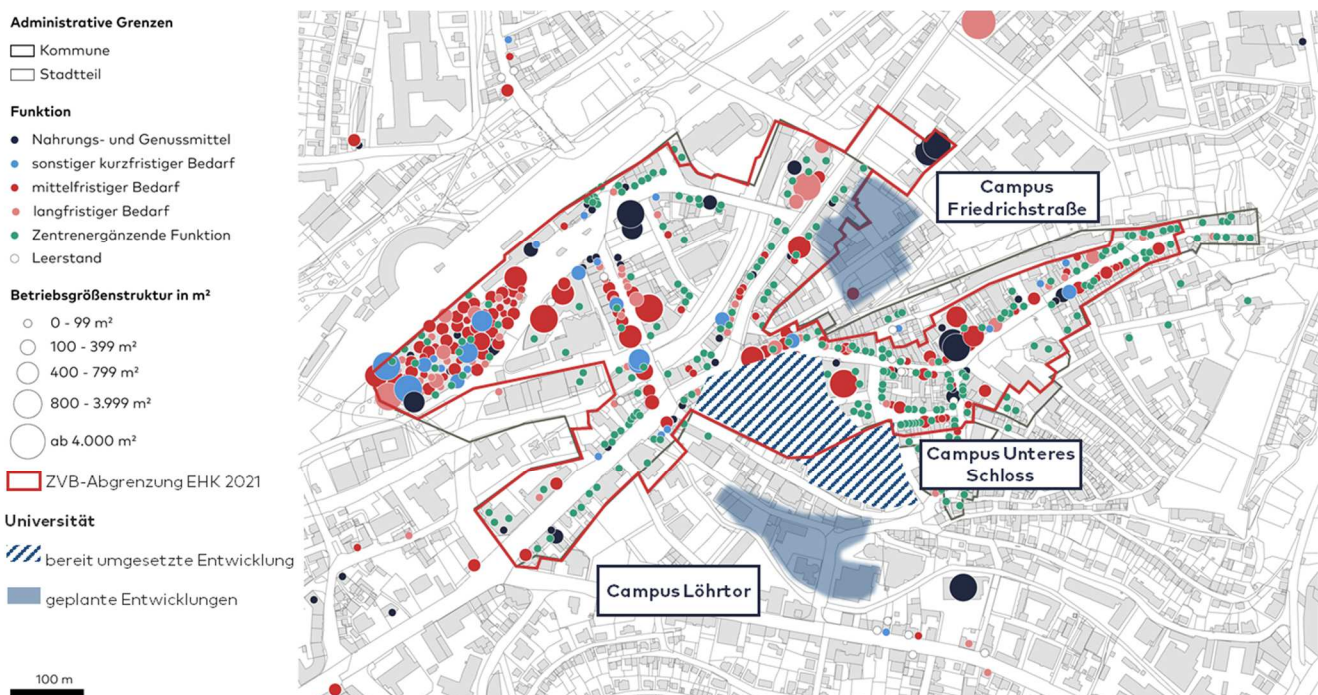 Administrative Grenzen
Kommune
Stadtteil
Funktion
Nahrungs- und Genussmittel
sonstiger kurzfristiger Bedarf
mittelfristiger Bedarf
langfristiger Bedarf
Zentrenergänzende Funktion
Leerstand
Betriebsgrößenstruktur in m²
0 - 99 m²
100 - 399 m²
400 - 799 m²
800 - 3.999 m²
ab 4.000 m²
ZVB-Abgrenzung EHK 2021
Universität
bereit umgesetzte Entwicklung
geplante Entwicklungen
100 m
Campus
Friedrichstraße
Campus Unteres
Schloss
Campus Löhrtor